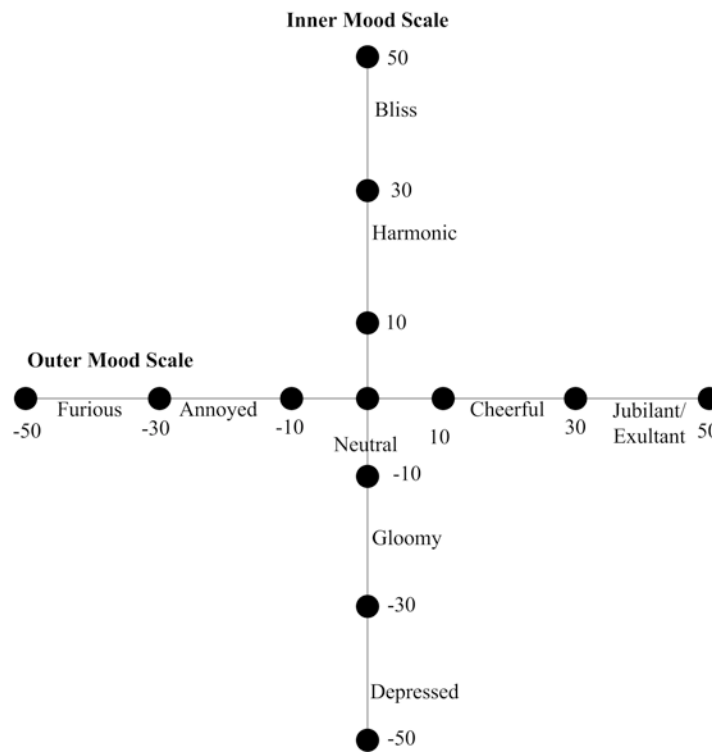 Inner Mood Scale
50
Bliss
30
Harmonic
10
Outer Mood Scale
Furious
Annoyed
Cheerful
Jubilant/
Exultant
-50
-30
-10
10
30
50
Neutral
-10
Gloomy
-30
Depressed
-50